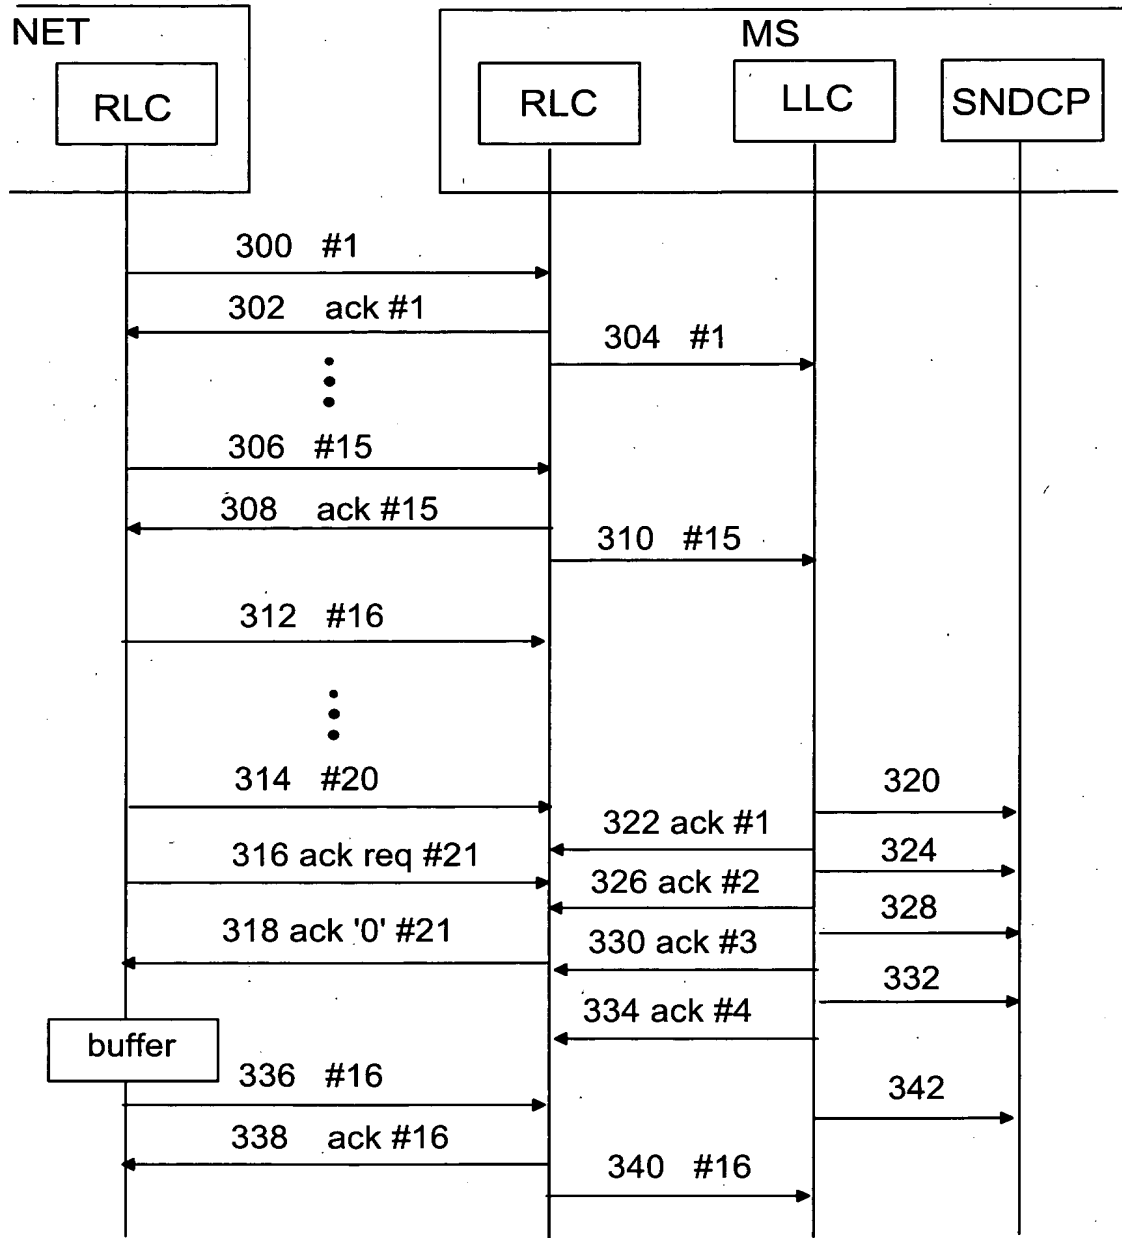 NET
MS
RLC
RLC
LLC
SNDCP
300 #1
302 ack #1
304 #1
306 #15
308 ack #15
310 #15
312 #16
314 #20
320
322 ack #1
316 ack req #21
324
326 ack #2
318 ack '0' #21
328
330 ack #3
332
334 ack #4
buffer
336 #16
342
338 ack #16
340 #16